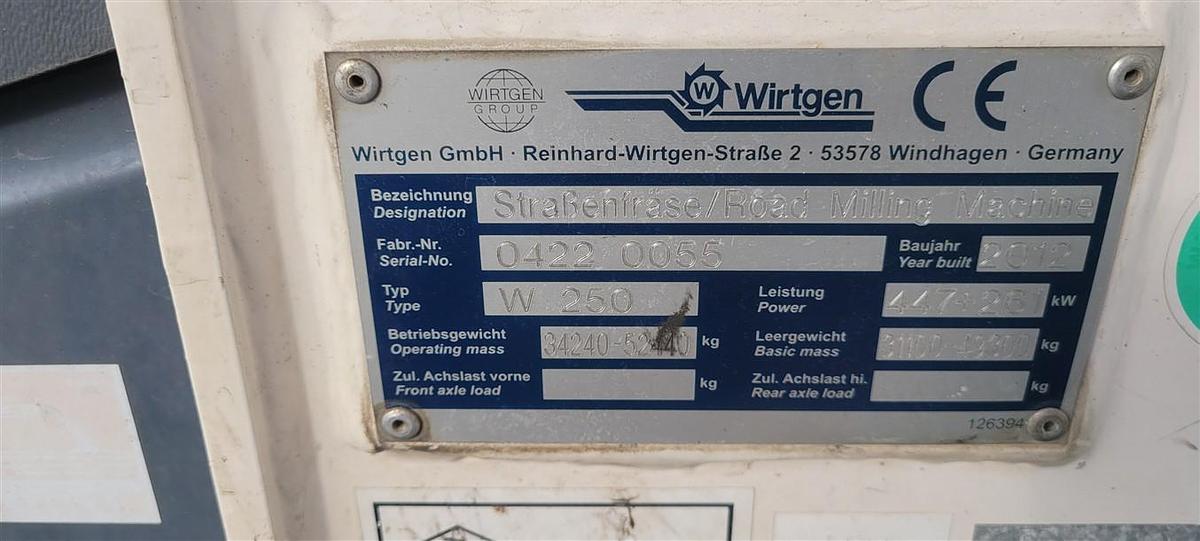 WIRTGEN
GROUP
W Wirtgen CE
Wirtgen GmbH · Reinhard-Wirtgen-Straße 2 · 53578 Windhagen · Germany
Bezeichnung
Designation
Straßenfräse/Road Milling Machine
Fabr.-Nr.
Serial-No.
0422 0055
Baujahr
Year built
2012
Typ
Type
W 250
Leistung
Power
447+261 kW
Betriebsgewicht
Operating mass
kg
Leergewicht
Basic mass
kg
Zul. Achslast vorne
Front axle load
kg
Zul. Achslast hi.
Rear axle load
kg
126394